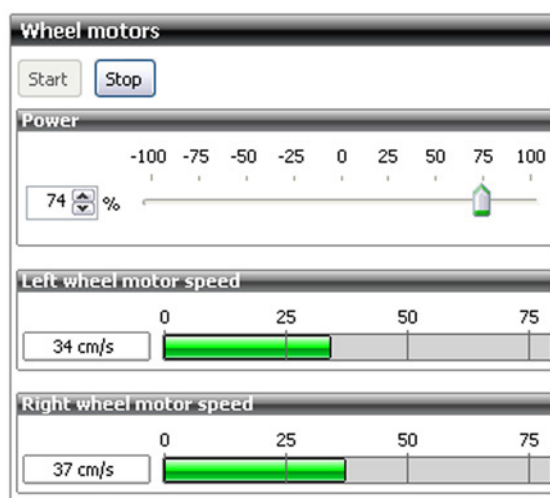 Wheel motors
Start Stop
Power
-100 -75 -50 -25 0 25 50 75 100
74 %
Left wheel motor speed
0 25 50 75
34 cm/s
Right wheel motor speed
0 25 50 75
37 cm/s